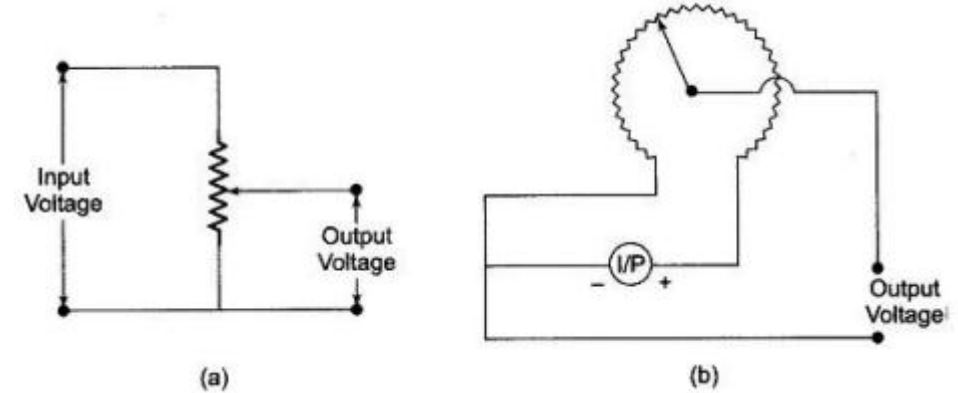 Input
Voltage
Output
Voltage
(a)
I/P
– +
Output
Voltage
(b)